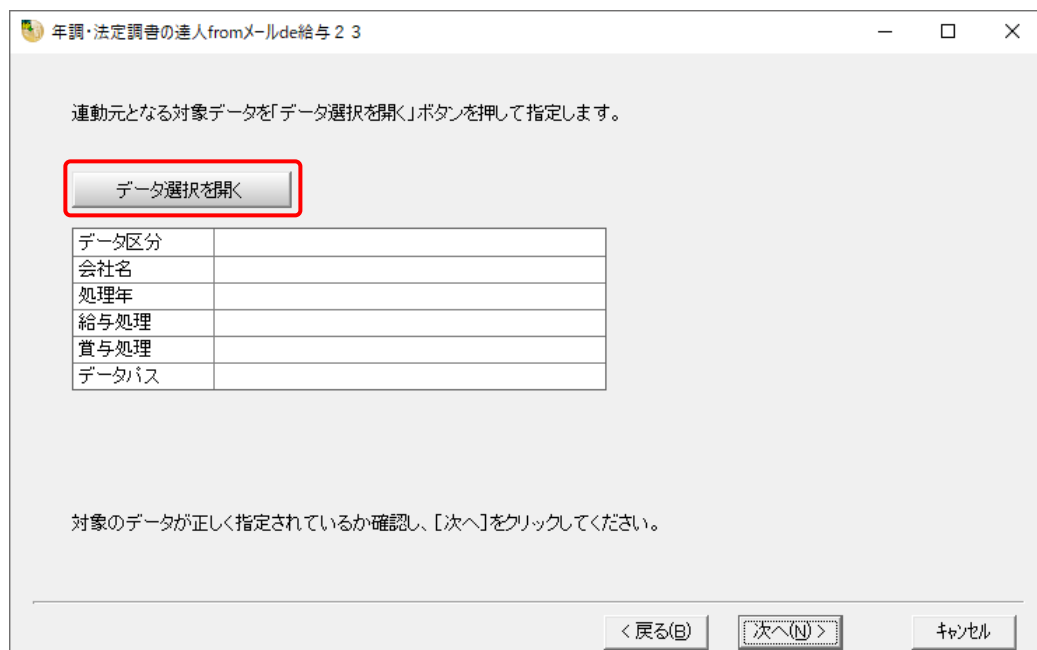 年調・法定調書の達人fromメールde給与２３
連動元となる対象データを「データ選択を開く」ボタンを押して指定します。
データ選択を開く
データ区分
会社名
処理年
給与処理
賞与処理
データパス
対象のデータが正しく指定されているか確認し、［次へ］をクリックしてください。
< 戻る(B)
次へ(N) >
キャンセル